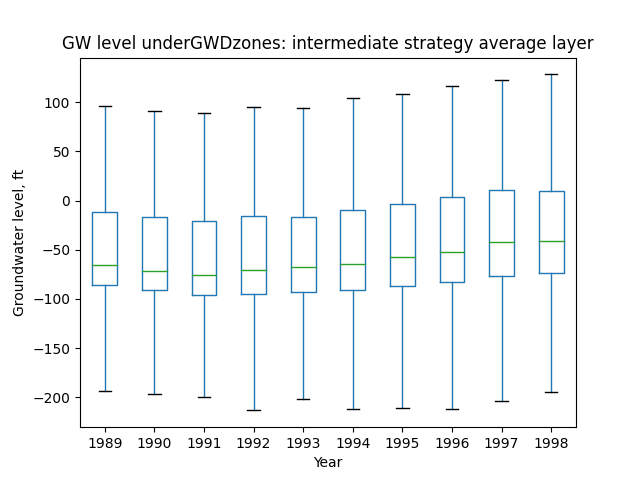 GW level underGWDzones: intermediate strategy average layer
Groundwater level, ft
100
50
0
−50
−100
−150
−200
1989 1990 1991 1992 1993 1994 1995 1996 1997 1998
Year